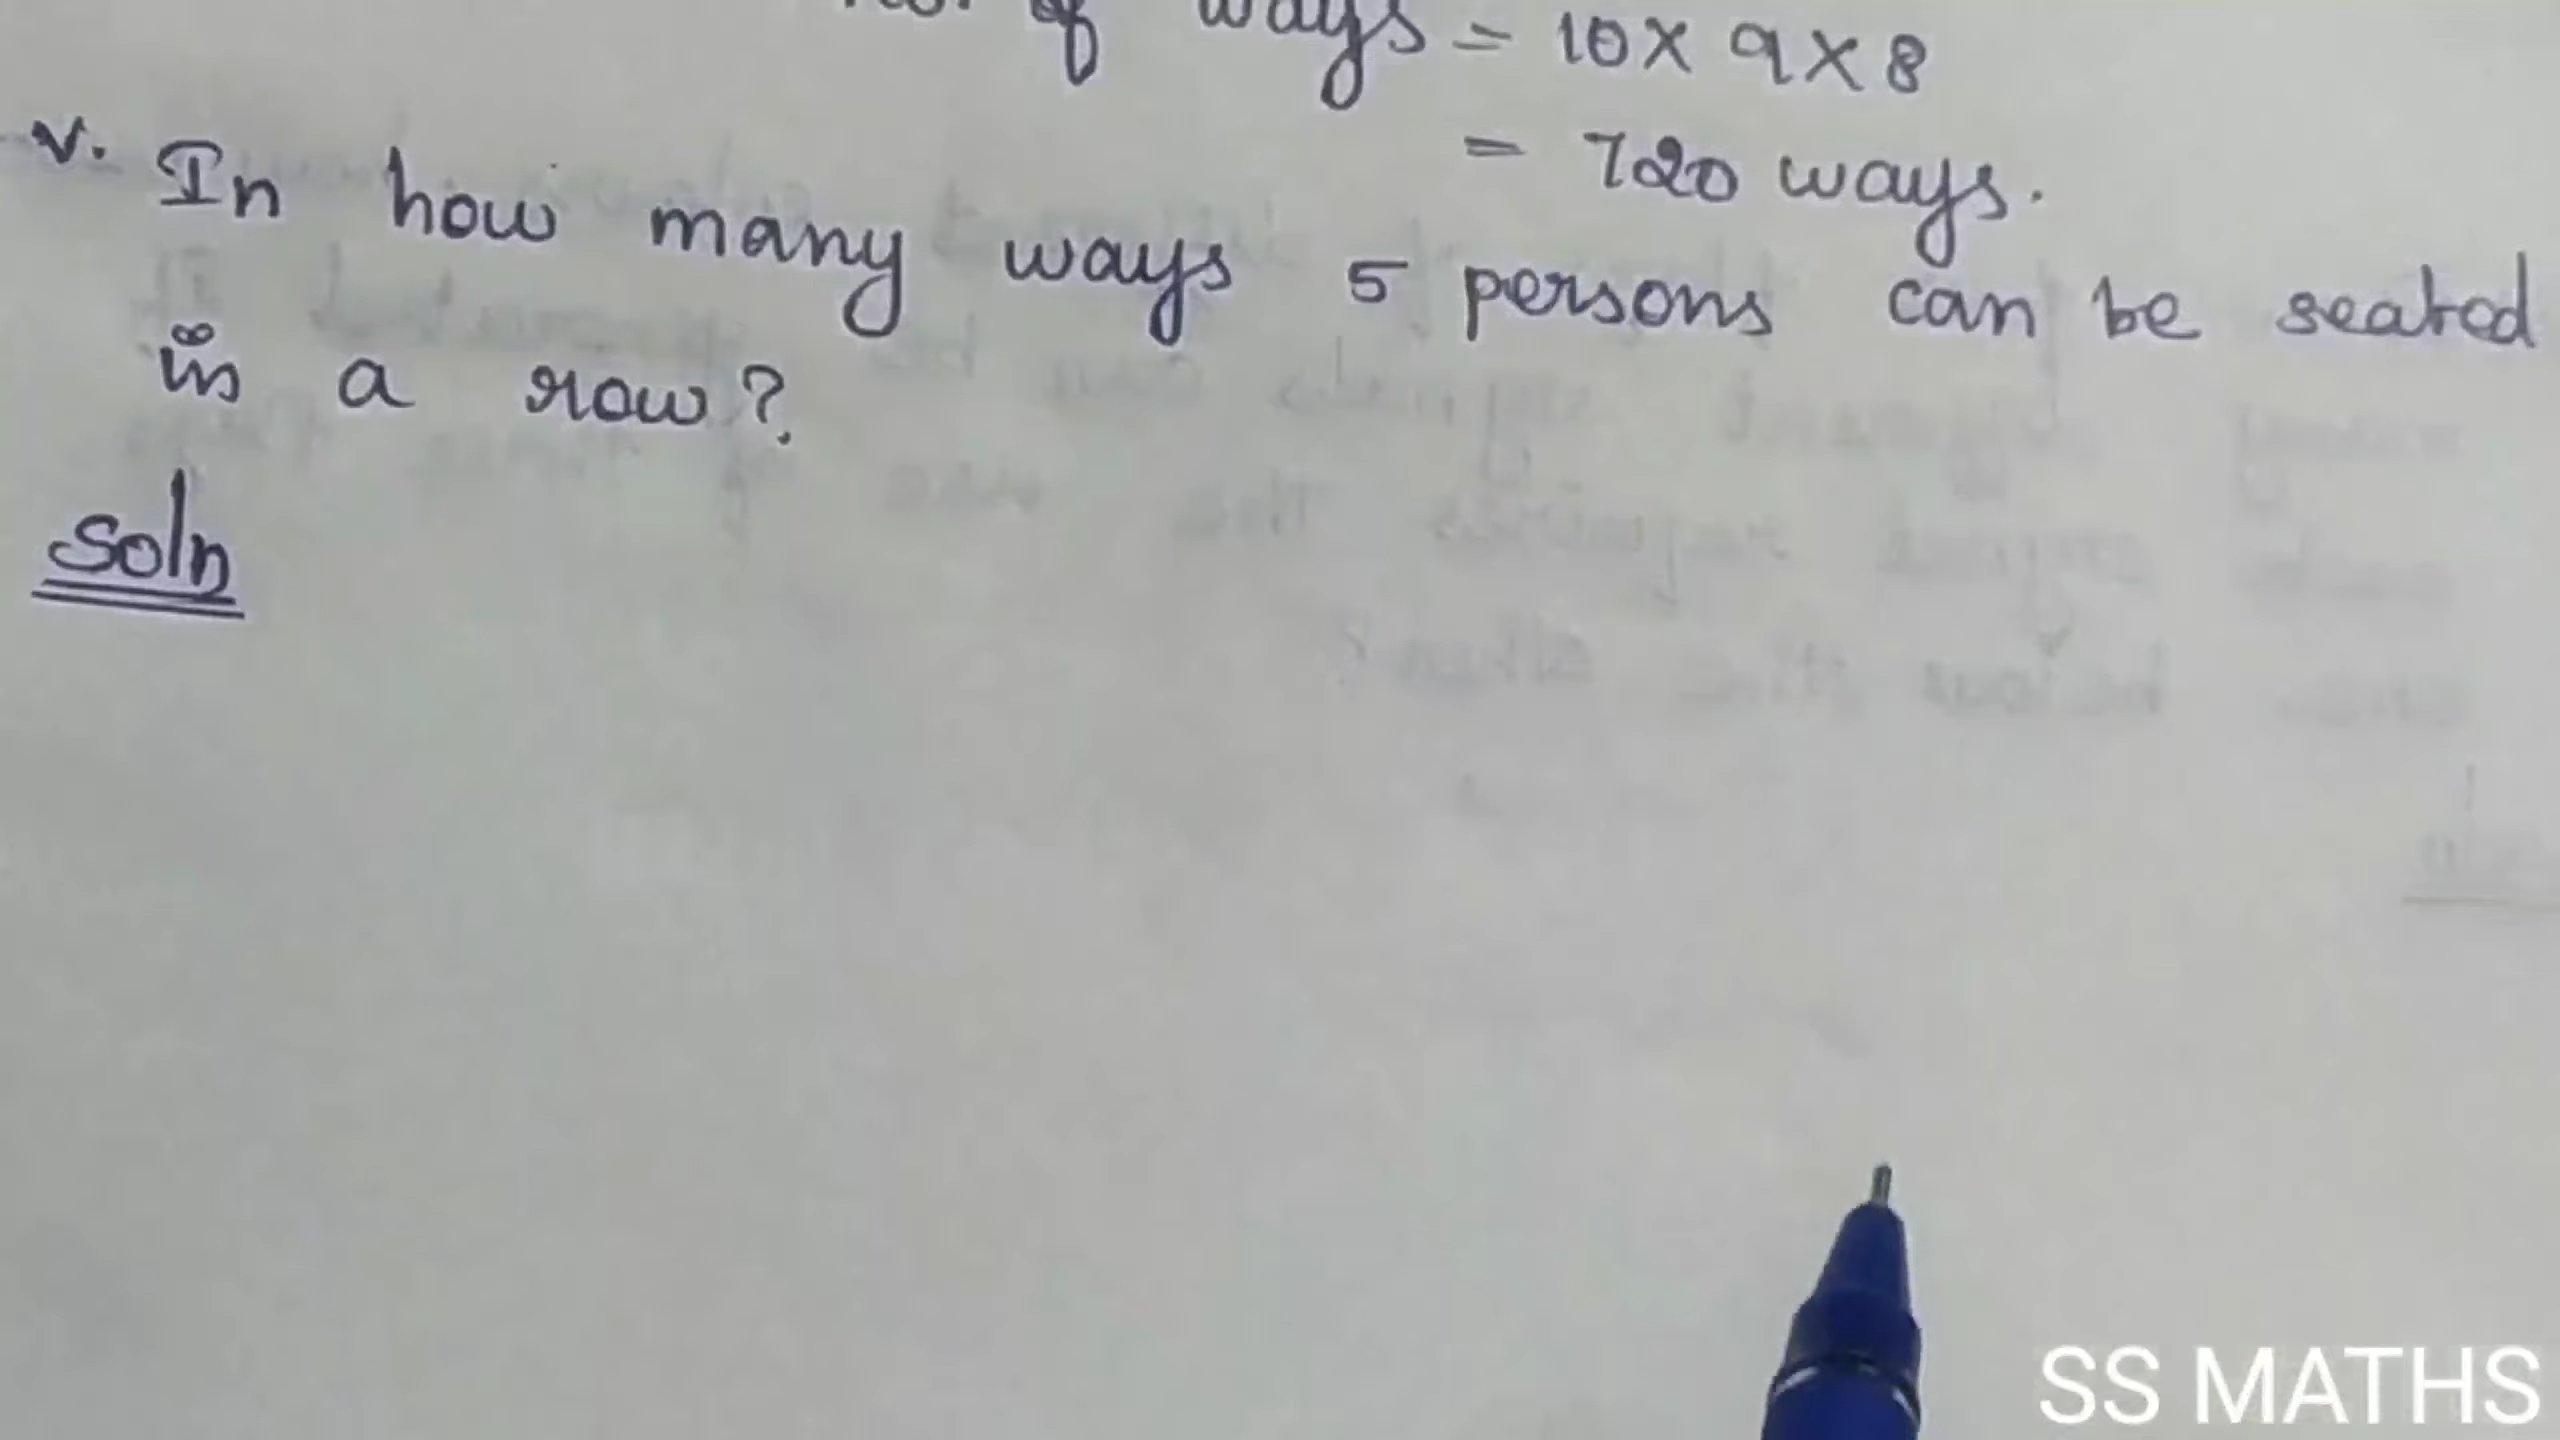 of ways = 10 x 9 x 8
= 720 ways.
v. In how many ways 5 persons can be seated
in a row?
Soln
SS MATHS